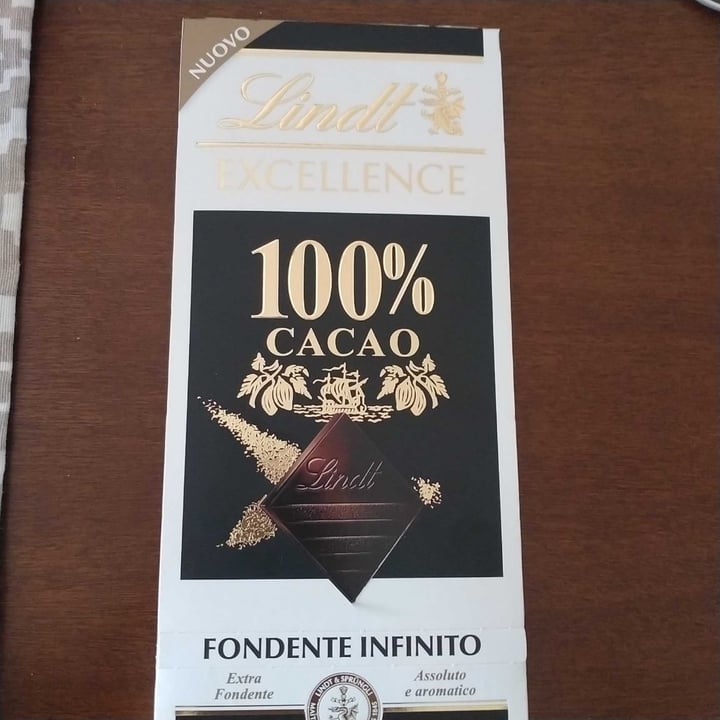 NUOVO
Lindt
EXCELLENCE
100%
CACAO
Lindt
FONDENTE INFINITO
Extra
Fondente
Assoluto
e aromatico
LINDT & SPRÜNGLI